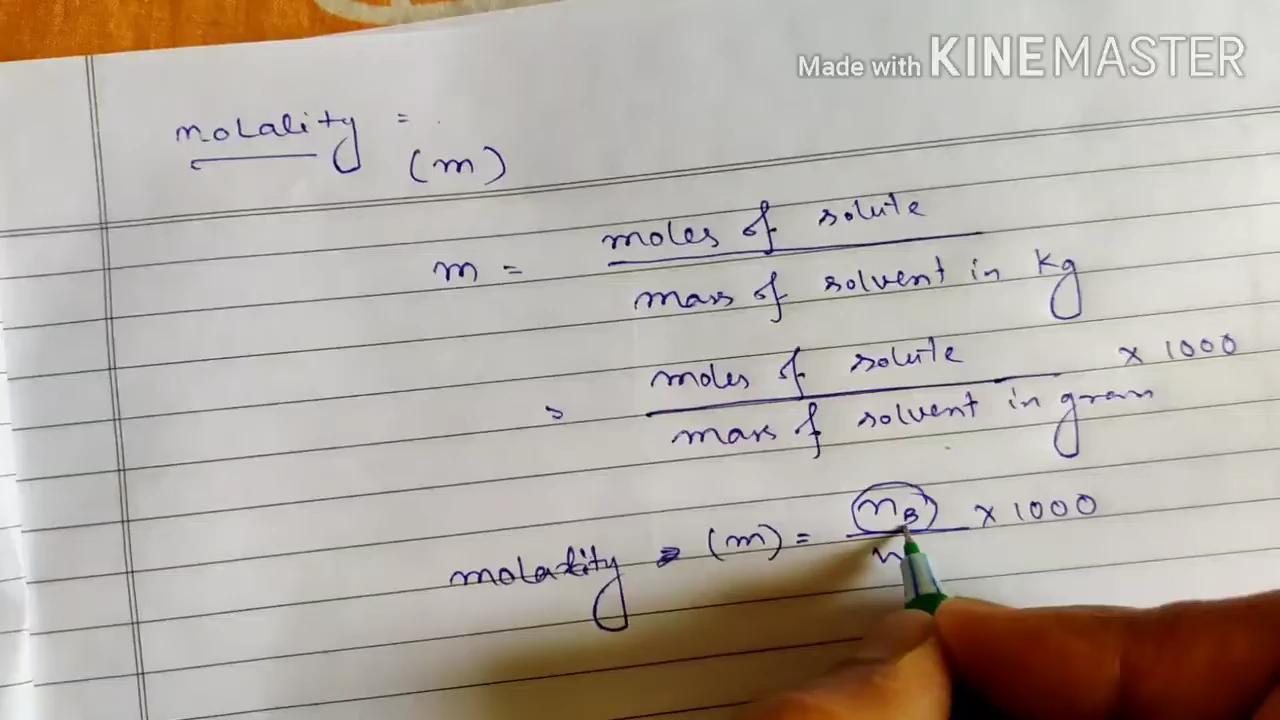 Made with KINEMASTER
molality =
(m)
m = moles of solute
mass of solvent in kg
= moles of solute × 1000
mass of solvent in gram
molality (m) = nB × 1000